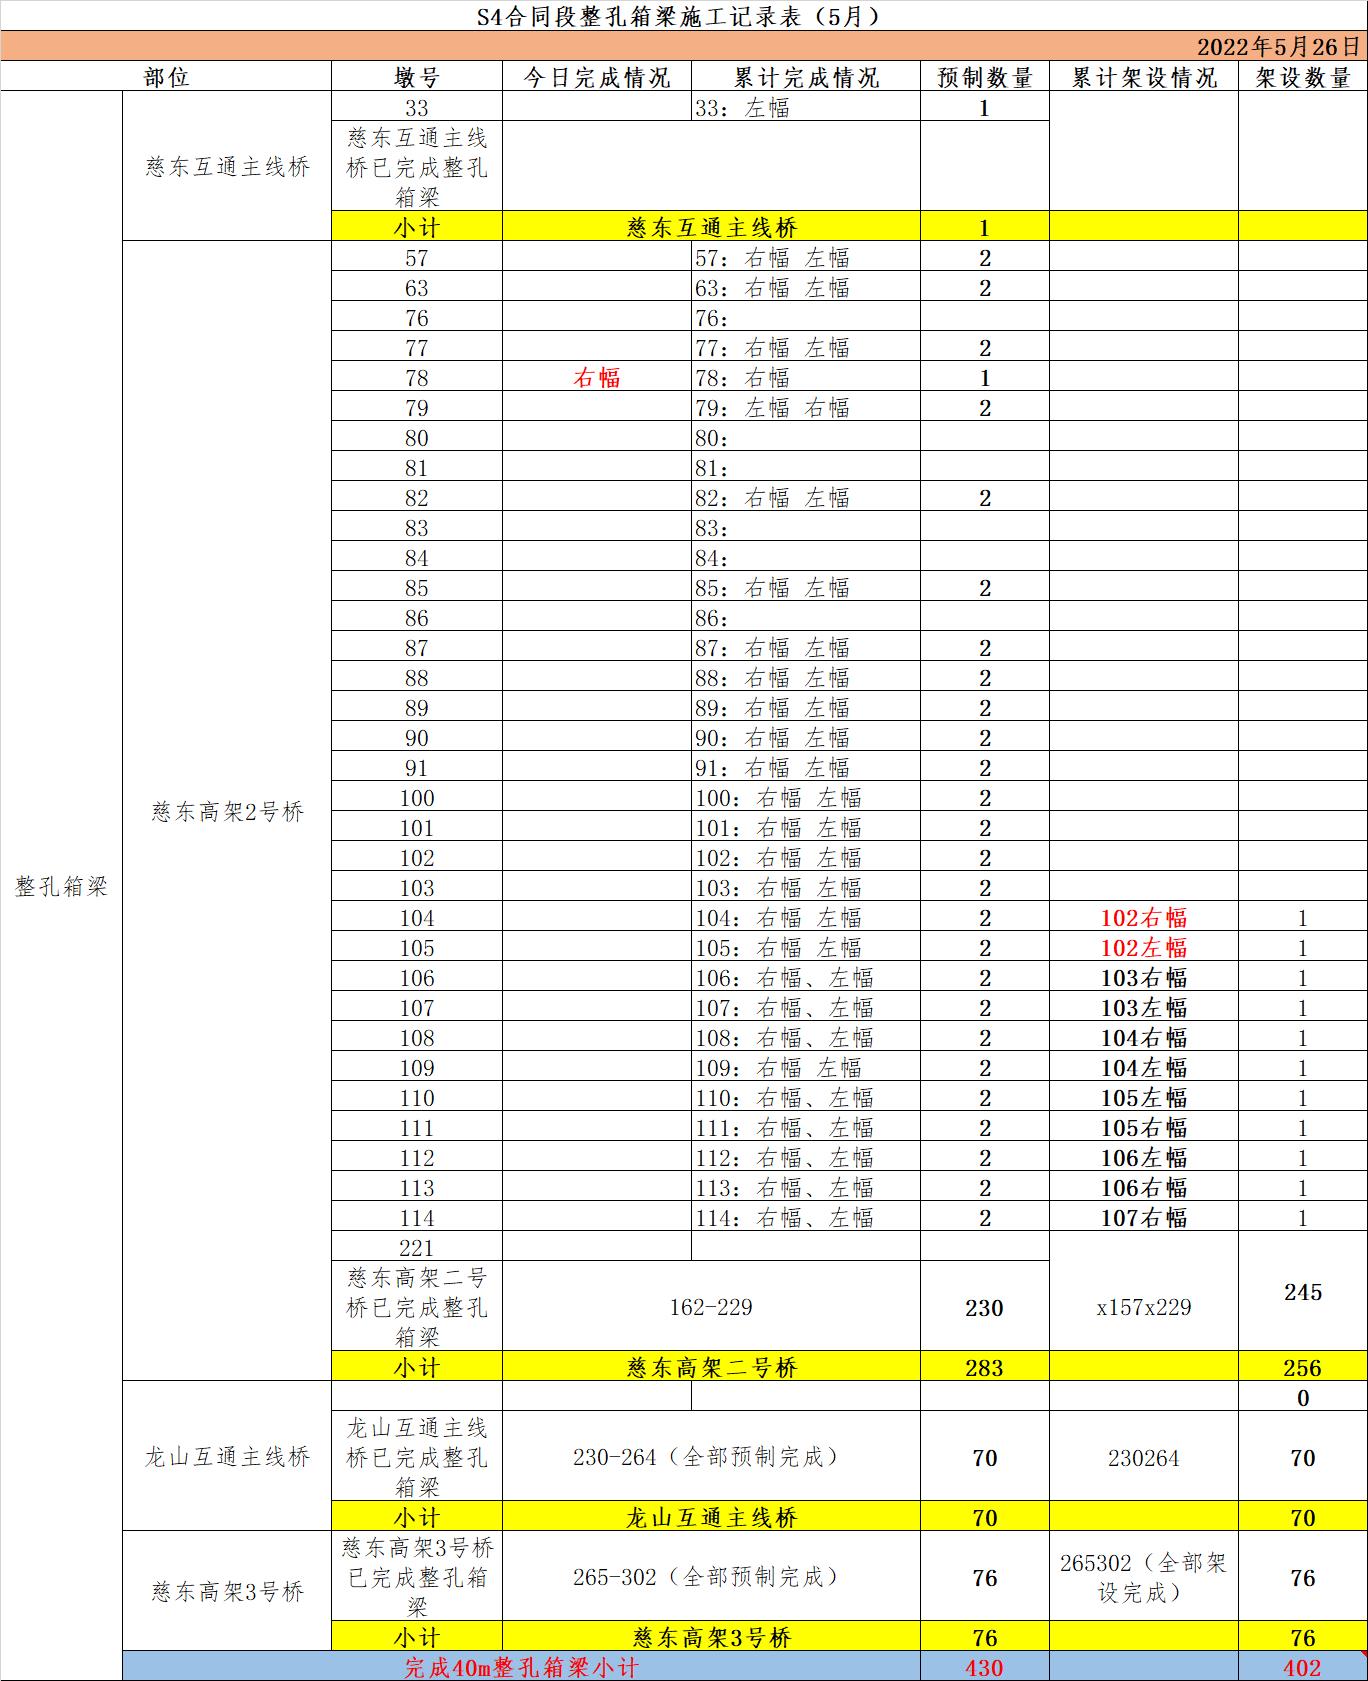 S4合同段整孔箱梁施工记录表（5月）
2022年5月26日
部位 墩号 今日完成情况 累计完成情况 预制数量 累计架设情况 架设数量
整孔箱梁
慈东互通主线桥
33 33：左幅 1
慈东互通主线
桥已完成整孔
箱梁
小计 慈东互通主线桥 1
慈东高架2号桥
57 57：右幅 左幅 2
63 63：右幅 左幅 2
76 76：
77 77：右幅 左幅 2
78 右幅 78：右幅 1
79 79：左幅 右幅 2
80 80：
81 81：
82 82：右幅 左幅 2
83 83：
84 84：
85 85：右幅 左幅 2
86 86：
87 87：右幅 左幅 2
88 88：右幅 左幅 2
89 89：右幅 左幅 2
90 90：右幅 左幅 2
91 91：右幅 左幅 2
100 100：右幅 左幅 2
101 101：右幅 左幅 2
102 102：右幅 左幅 2
103 103：右幅 左幅 2
104 104：右幅 左幅 2 102右幅 1
105 105：右幅 左幅 2 102左幅 1
106 106：右幅、左幅 2 103右幅 1
107 107：右幅、左幅 2 103左幅 1
108 108：右幅、左幅 2 104右幅 1
109 109：右幅 左幅 2 104左幅 1
110 110：右幅、左幅 2 105左幅 1
111 111：右幅、左幅 2 105右幅 1
112 112：右幅、左幅 2 106左幅 1
113 113：右幅、左幅 2 106右幅 1
114 114：右幅、左幅 2 107右幅 1
221
慈东高架二号
桥已完成整孔
箱梁
162-229 230 x157x229 245
小计 慈东高架二号桥 283 256
0
龙山互通主线桥
龙山互通主线
桥已完成整孔
箱梁
230-264（全部预制完成） 70 230264 70
小计 龙山互通主线桥 70 70
慈东高架3号桥
慈东高架3号桥
已完成整孔箱
梁
265-302（全部预制完成） 76
265302（全部架
设完成）
76
小计 慈东高架3号桥 76 76
完成40m整孔箱梁小计 430 402